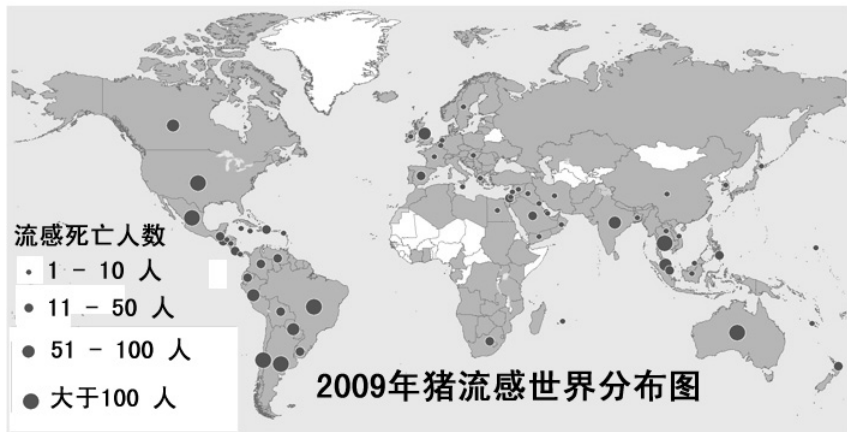 流感死亡人数
1 - 10 人
11 - 50 人
51 - 100 人
大于100 人
2009年猪流感世界分布图